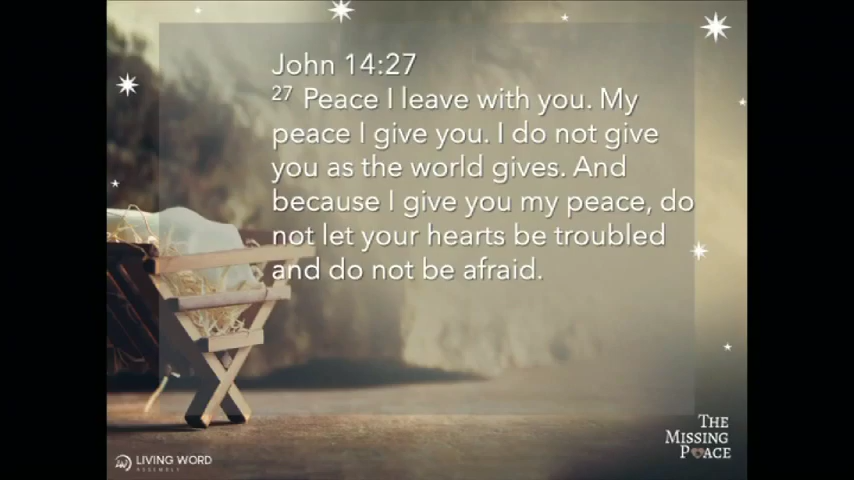 John 14:27
27 Peace I leave with you. My
peace I give you. I do not give
you as the world gives. And
because I give you my peace, do
not let your hearts be troubled
and do not be afraid.
THE
MISSING
PEACE
LIVING WORD
ASSEMBLY